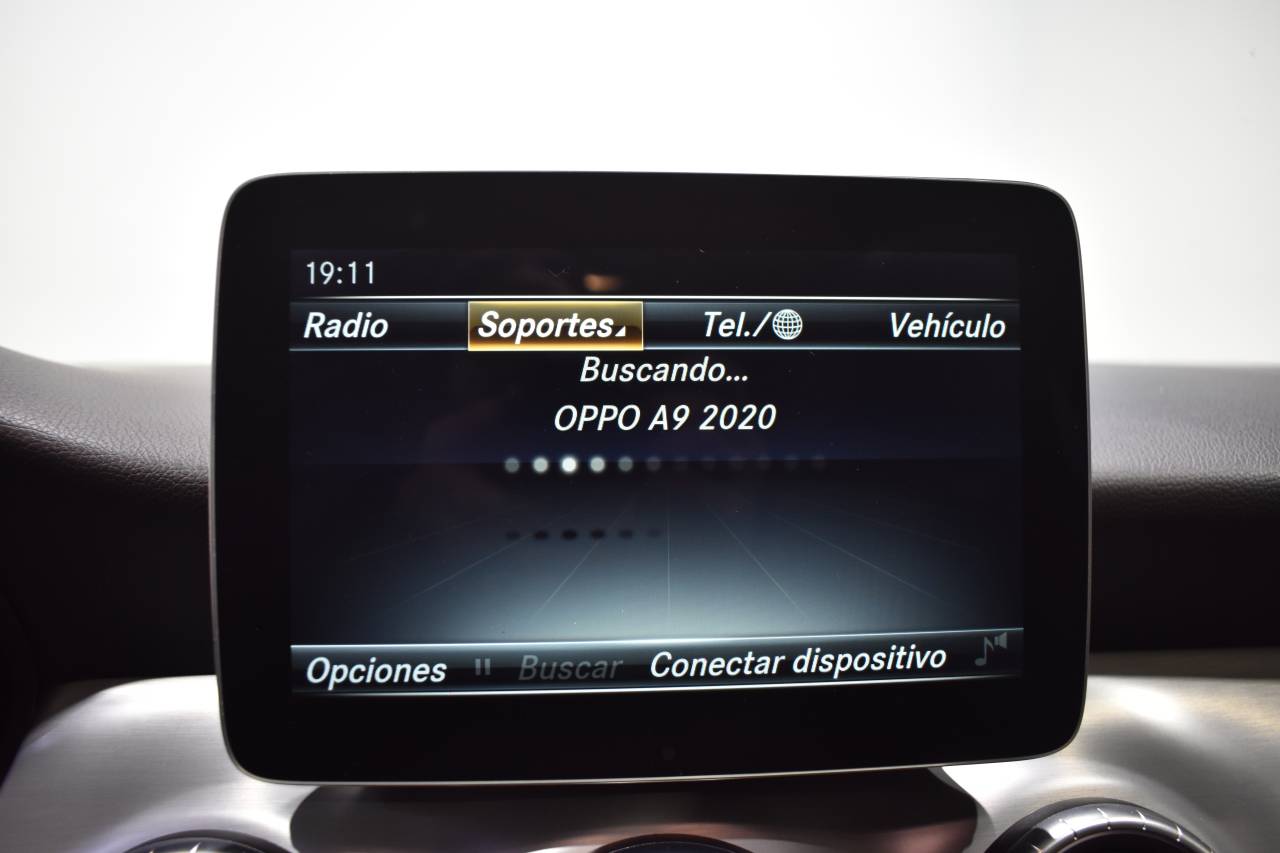 19:11
Radio Soportes Tel./ Vehículo
Buscando...
OPPO A9 2020
Opciones Buscar Conectar dispositivo